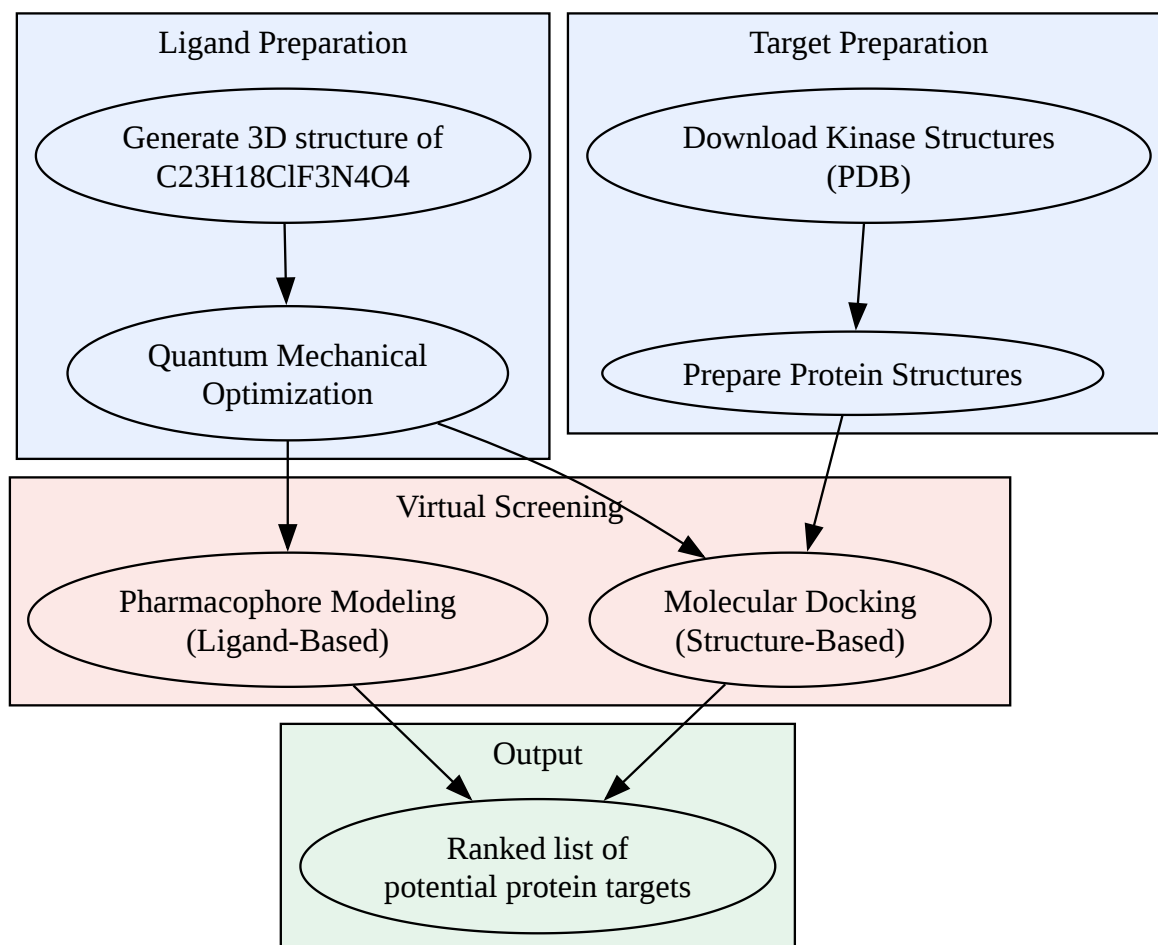 Ligand Preparation
Generate 3D structure of
C23H18ClF3N4O4
Quantum Mechanical
Optimization
Target Preparation
Download Kinase Structures
(PDB)
Prepare Protein Structures
Virtual Screening
Pharmacophore Modeling
(Ligand-Based)
Molecular Docking
(Structure-Based)
Output
Ranked list of
potential protein targets